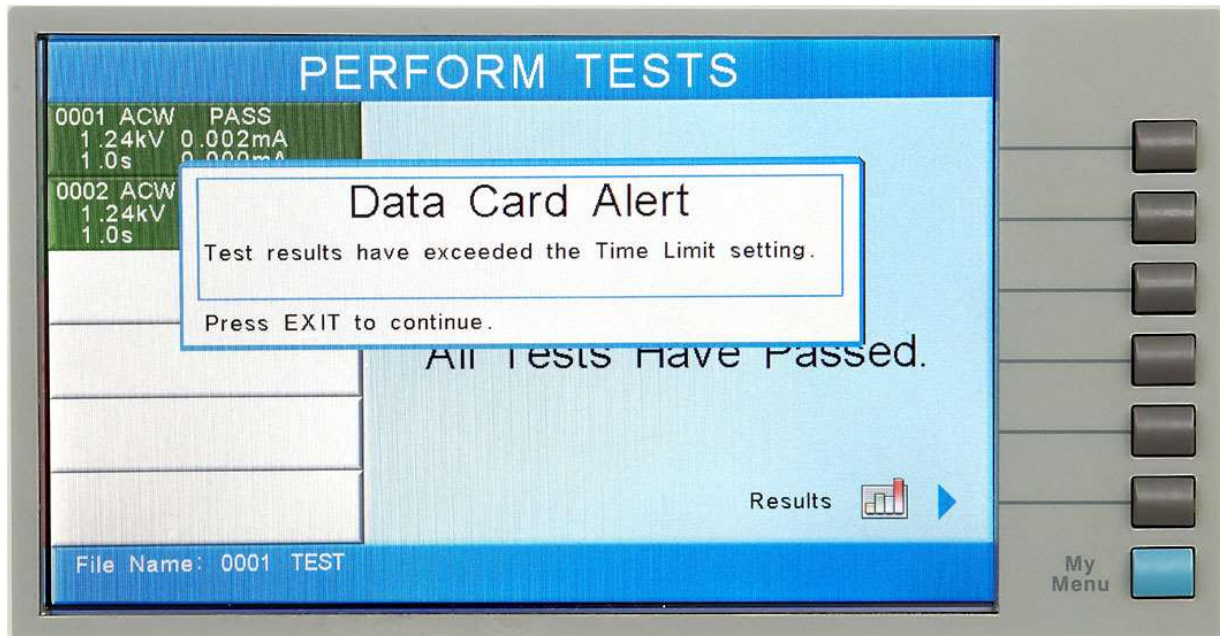 PERFORM TESTS
0001 ACW PASS
1.24kV 0.002mA
1.0s 0.000mA
0002 ACW
1.24kV
1.0s
Data Card Alert
Test results have exceeded the Time Limit setting.
Press EXIT to continue.
All Tests Have Passed.
Results
File Name: 0001 TEST
My
Menu